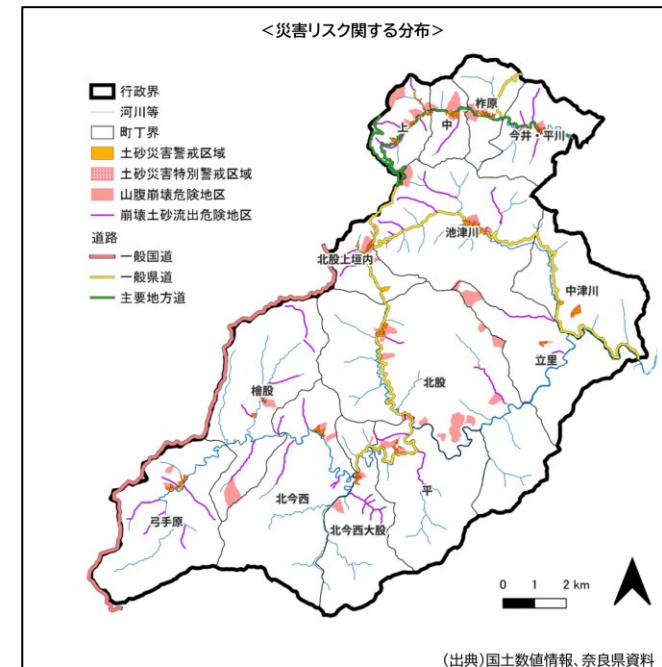 <災害リスク関する分布>
行政界
河川等
町丁界
土砂災害警戒区域
土砂災害特別警戒区域
山腹崩壊危険地区
崩壊土砂流出危険地区
道路
一般国道
一般県道
主要地方道
柞原
中
上
今井・平川
池津川
北股上垣内
中津川
立里
北股
檜股
平
北今西
弓手原
北今西大股
0 1 2 km
(出典)国土数値情報、奈良県資料